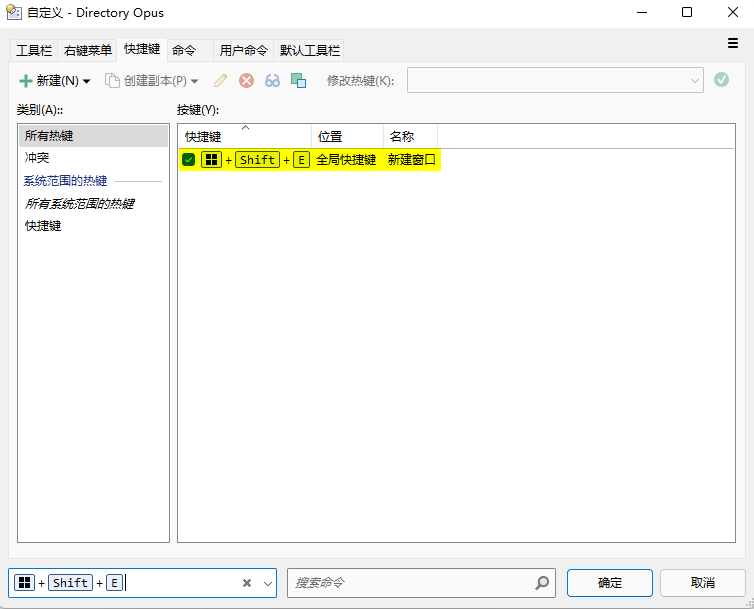 自定义 - Directory Opus
工具栏 右键菜单 快捷键 命令 用户命令 默认工具栏
新建(N) 创建副本(P) 修改热键(K):
类别(A):: 按键(Y):
所有热键
冲突
系统范围的热键
所有系统范围的热键
快捷键
快捷键 位置 名称
+ Shift + E 全局快捷键 新建窗口
+ Shift + E 搜索命令 确定 取消